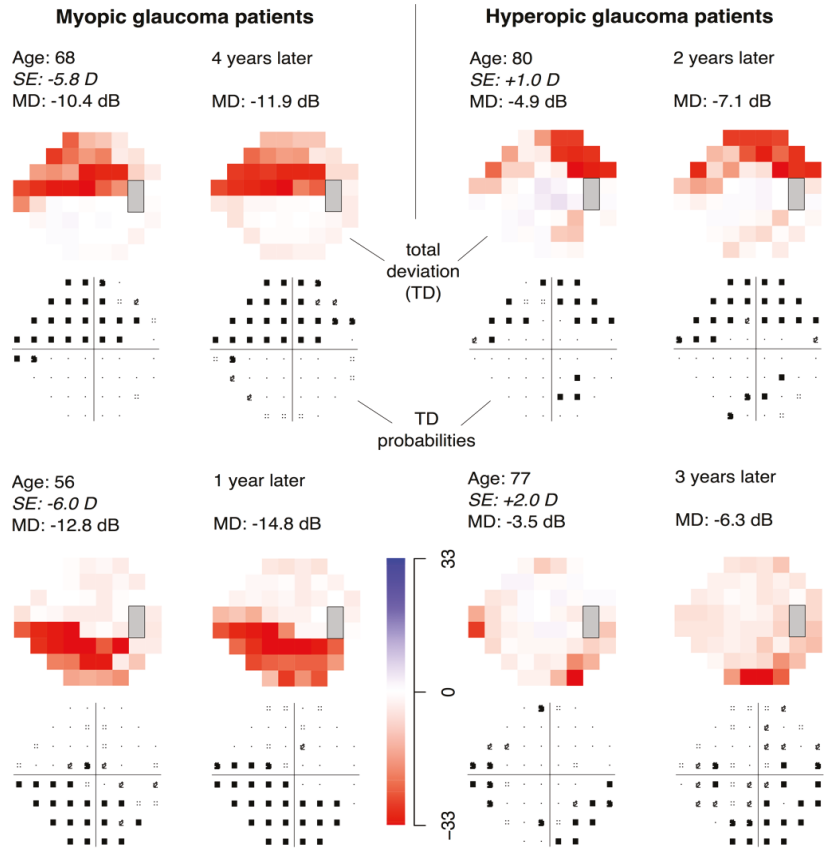 Myopic glaucoma patients
Hyperopic glaucoma patients
Age: 68
SE: -5.8 D
MD: -10.4 dB
4 years later
MD: -11.9 dB
Age: 80
SE: +1.0 D
MD: -4.9 dB
2 years later
MD: -7.1 dB
total
deviation
(TD)
TD
probabilities
Age: 56
SE: -6.0 D
MD: -12.8 dB
1 year later
MD: -14.8 dB
Age: 77
SE: +2.0 D
MD: -3.5 dB
3 years later
MD: -6.3 dB
33
0
-33